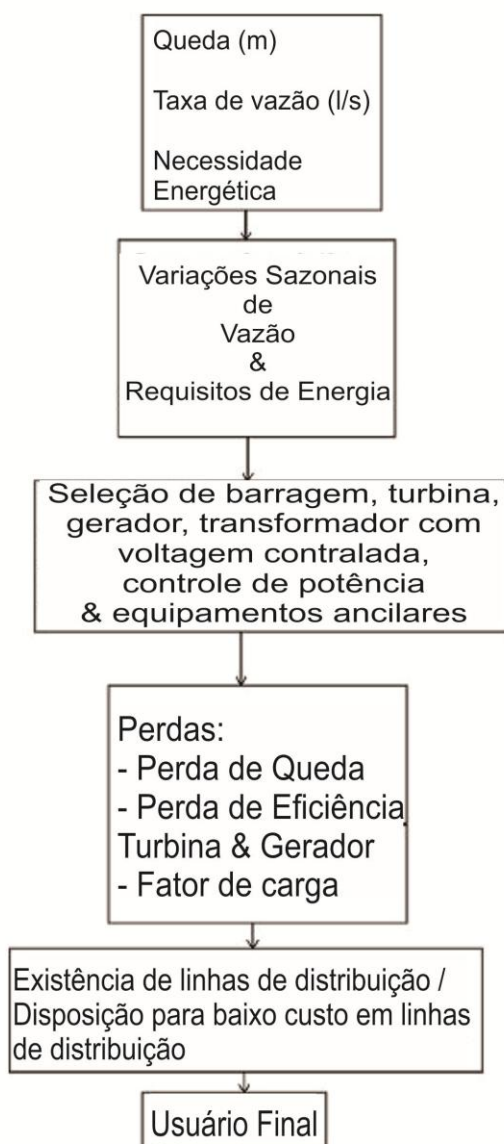 Queda (m)
Taxa de vazão (l/s)
Necessidade
Energética
Variações Sazonais
de
Vazão
&
Requisitos de Energia
Seleção de barragem, turbina,
gerador, transformador com
voltagem contralada,
controle de potência
& equipamentos ancilares
Perdas:
- Perda de Queda
- Perda de Eficiência
Turbina & Gerador
- Fator de carga
Existência de linhas de distribuição /
Disposição para baixo custo em linhas
de distribuição
Usuário Final